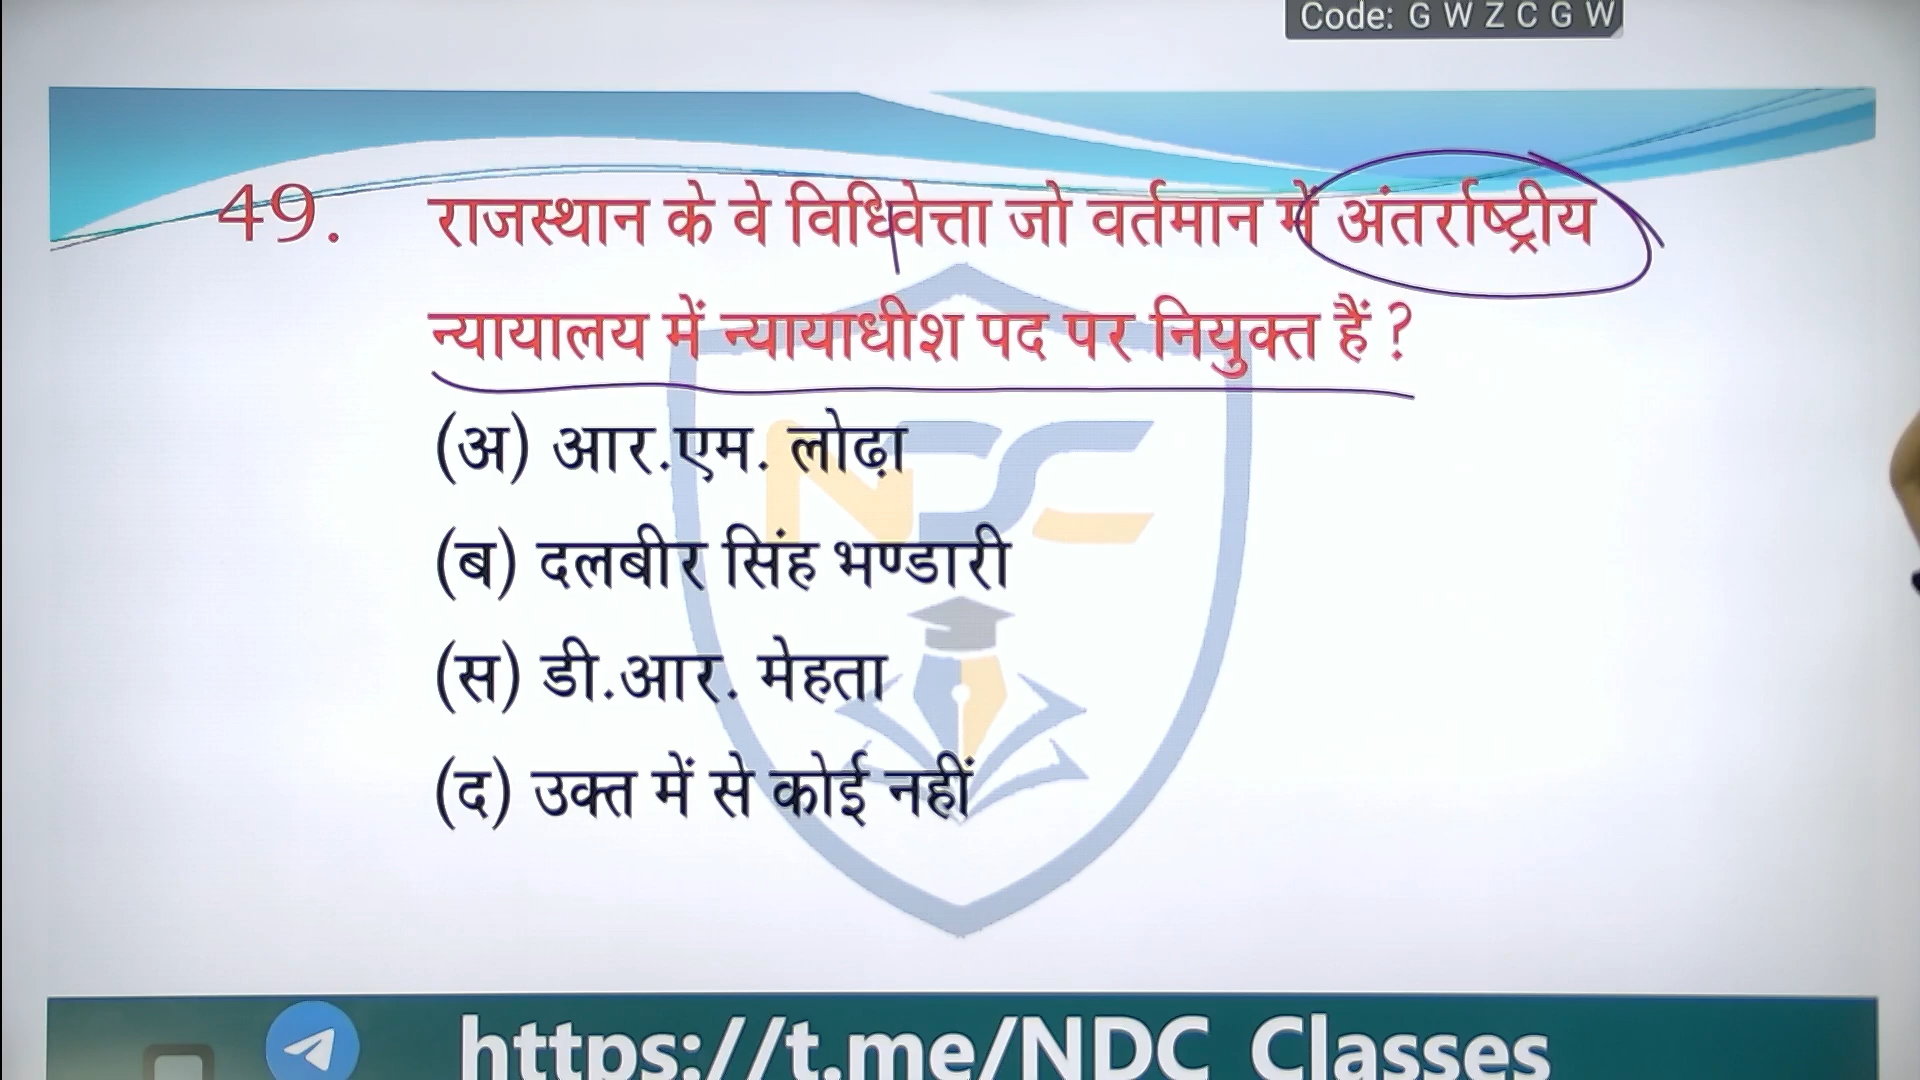 Code: G W Z C G W
49. राजस्थान के वे विधिवेत्ता जो वर्तमान में अंतर्राष्ट्रीय
न्यायालय में न्यायाधीश पद पर नियुक्त हैं ?
(अ) आर.एम. लोढ़ा
(ब) दलबीर सिंह भण्डारी
(स) डी.आर. मेहता
(द) उक्त में से कोई नहीं
NDC
https://t.me/NDC_Classes